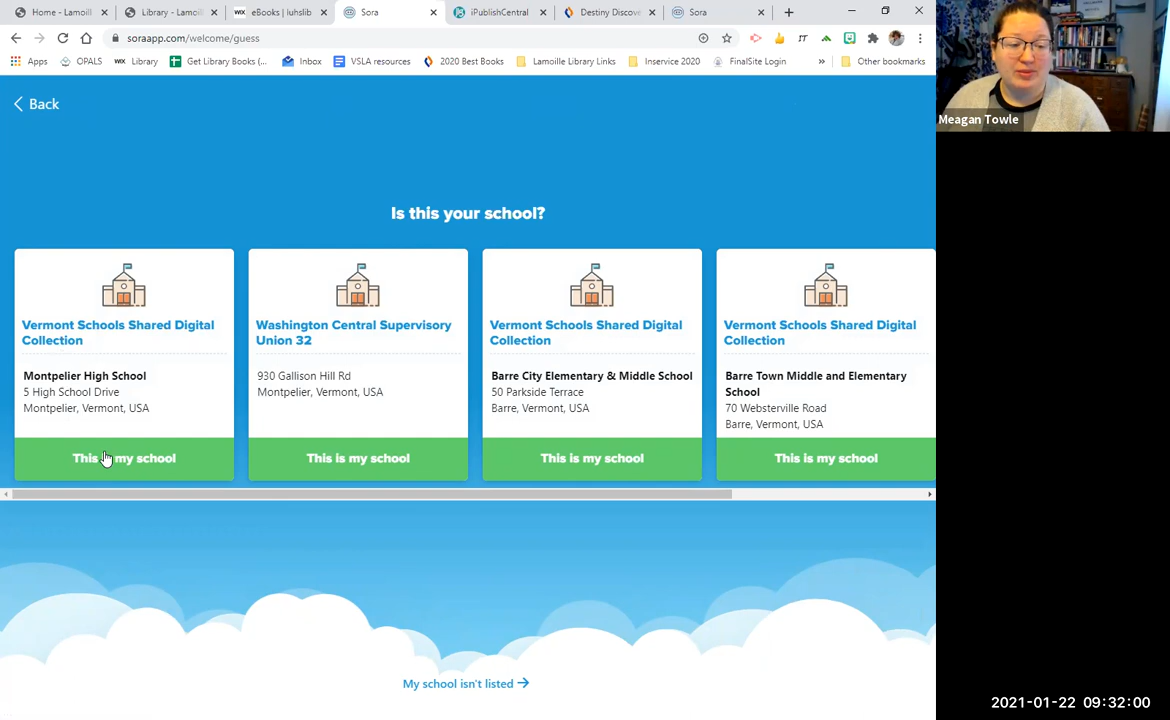 Home - Lamoill
Library - Lamoill
WIX eBooks | luhslib
Sora
iPublishCentral
Destiny Discov
Sora
soraapp.com/welcome/guess
Apps
OPALS
WIX Library
Get Library Books (...
Inbox
VSLA resources
2020 Best Books
Lamoille Library Links
Inservice 2020
FinalSite Login
»
Other bookmarks
Meagan Towle
Back
Is this your school?
Vermont Schools Shared Digital
Collection
Montpelier High School
5 High School Drive
Montpelier, Vermont, USA
This is my school
Washington Central Supervisory
Union 32
930 Gallison Hill Rd
Montpelier, Vermont, USA
This is my school
Vermont Schools Shared Digital
Collection
Barre City Elementary & Middle School
50 Parkside Terrace
Barre, Vermont, USA
This is my school
Vermont Schools Shared Digital
Collection
Barre Town Middle and Elementary
School
70 Websterville Road
Barre, Vermont, USA
This is my school
My school isn't listed →
2021-01-22 09:32:00